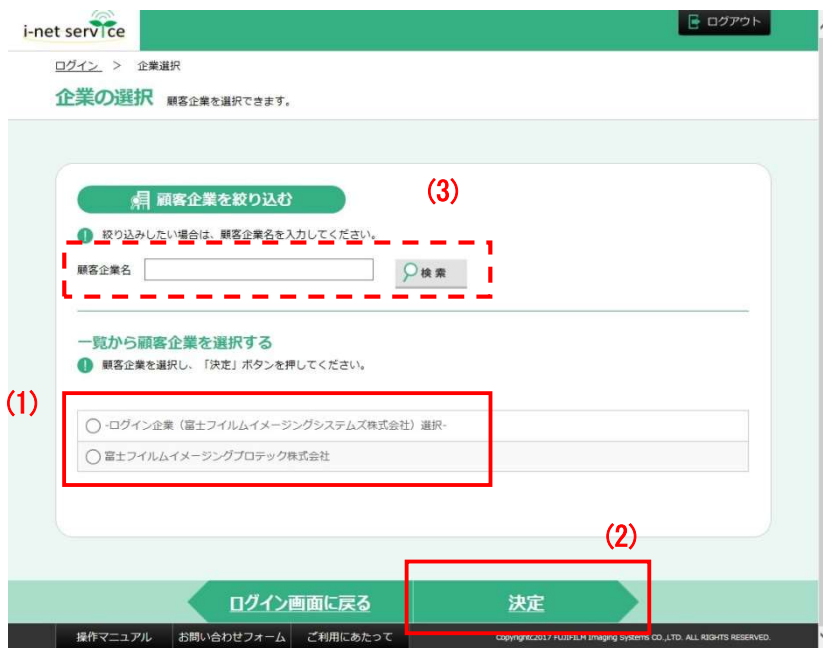 i-net service
ログアウト
ログイン > 企業選択
企業の選択 顧客企業を選択できます。
顧客企業を絞り込む
(3)
絞り込みしたい場合は、顧客企業名を入力してください。
顧客企業名 検索
一覧から顧客企業を選択する
顧客企業を選択し、「決定」ボタンを押してください。
(1)
-ログイン企業（富士フイルムイメージングシステムズ株式会社）選択-
富士フイルムイメージングプロテック株式会社
(2)
ログイン画面に戻る 決定
操作マニュアル お問い合わせフォーム ご利用にあたって Copyright(c)2017 FUJIFILM Imaging Systems CO.,LTD. ALL RIGHTS RESERVED.